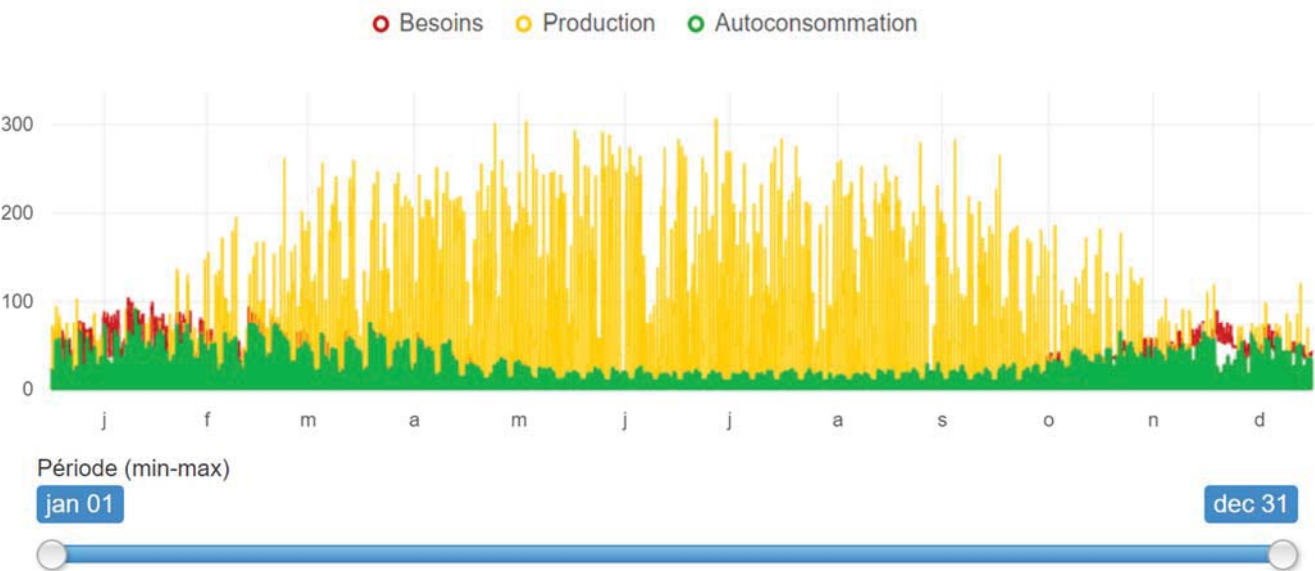 Besoins Production Autoconsommation
300
200
100
0
j f m a m j j a s o n d
Période (min-max)
jan 01 dec 31